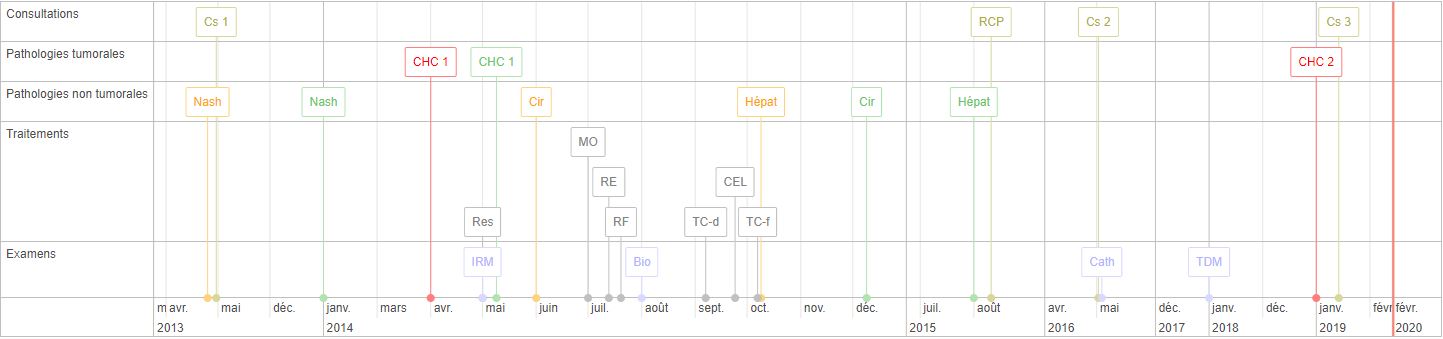 Consultations
Cs 1
RCP
Cs 2
Cs 3
Pathologies tumorales
CHC 1
CHC 1
CHC 2
Pathologies non tumorales
Nash
Nash
Cir
Hépat
Cir
Hépat
Traitements
MO
RE
CEL
Res
RF
TC-d
TC-f
Examens
IRM
Bio
Cath
TDM
m avr. mai déc. janv. mars avr. mai juin juil. août sept. oct. nov. déc. juil. août avr. mai déc. janv. févr févr.
2013 2014 2015 2016 2017 2018 2019 2020